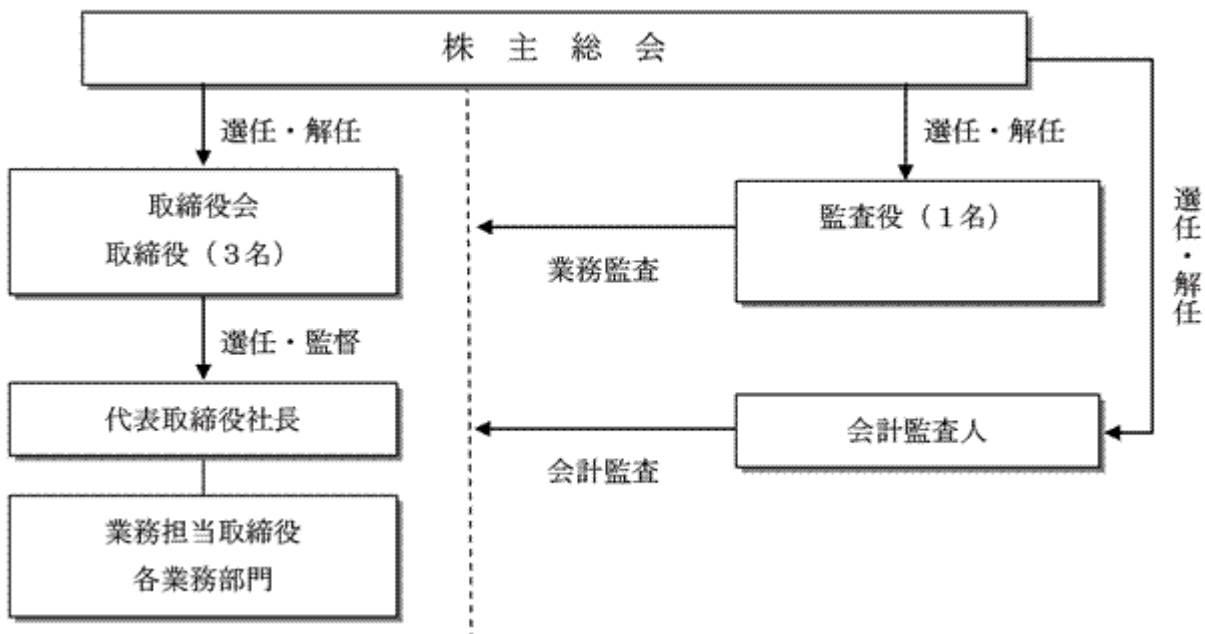 株 主 総 会
選任・解任
選任・解任
選任・解任
取締役会
取締役（３名）
監査役（１名）
業務監査
選任・監督
代表取締役社長
会計監査人
会計監査
業務担当取締役
各業務部門